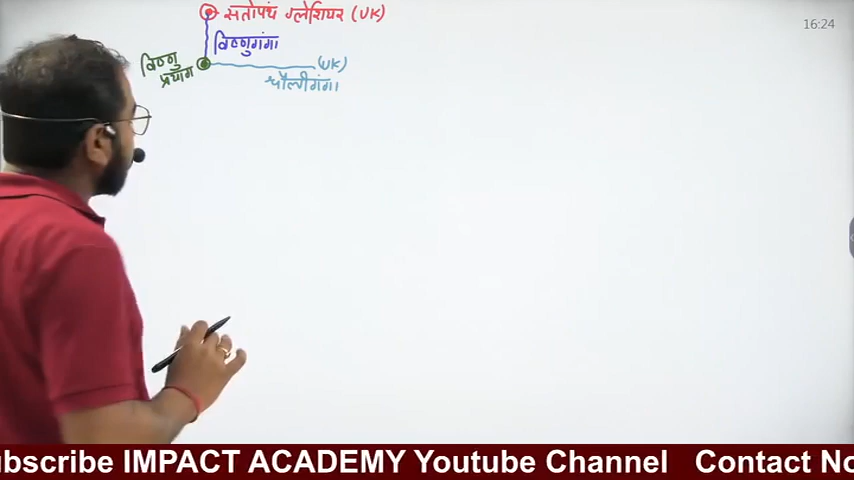 सतोपंथ ग्लेशियर (UK)
16:24
विष्णुगंगा
विष्णु
प्रयाग
(UK)
धौलीगंगा
ubscribe IMPACT ACADEMY Youtube Channel Contact No